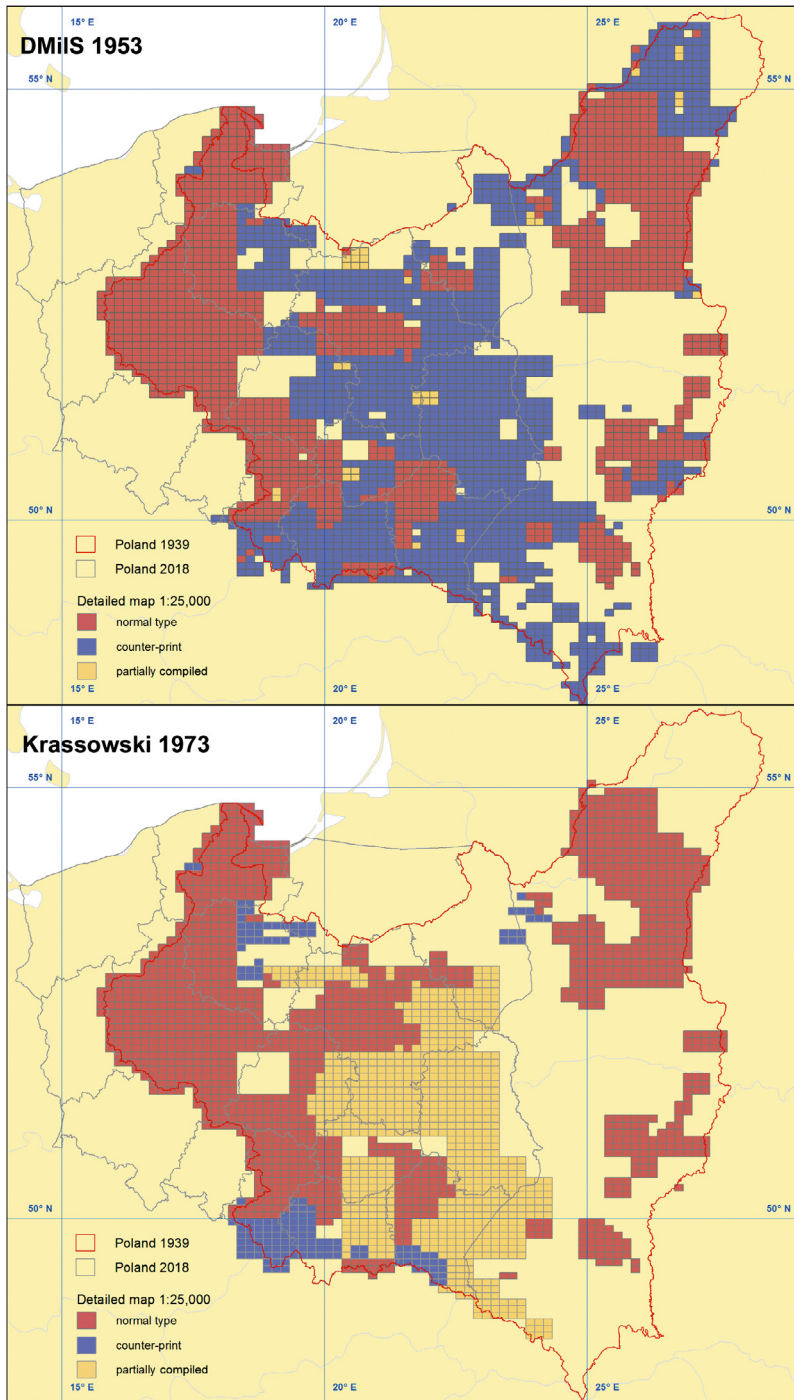 15° E
20° E
25° E
DMiIS 1953
55° N
55° N
50° N
50° N
Poland 1939
Poland 2018
Detailed map 1:25,000
normal type
counter-print
partially compiled
15° E
20° E
25° E
15° E
20° E
25° E
Krassowski 1973
55° N
55° N
50° N
50° N
Poland 1939
Poland 2018
Detailed map 1:25,000
normal type
counter-print
partially compiled
15° E
20° E
25° E